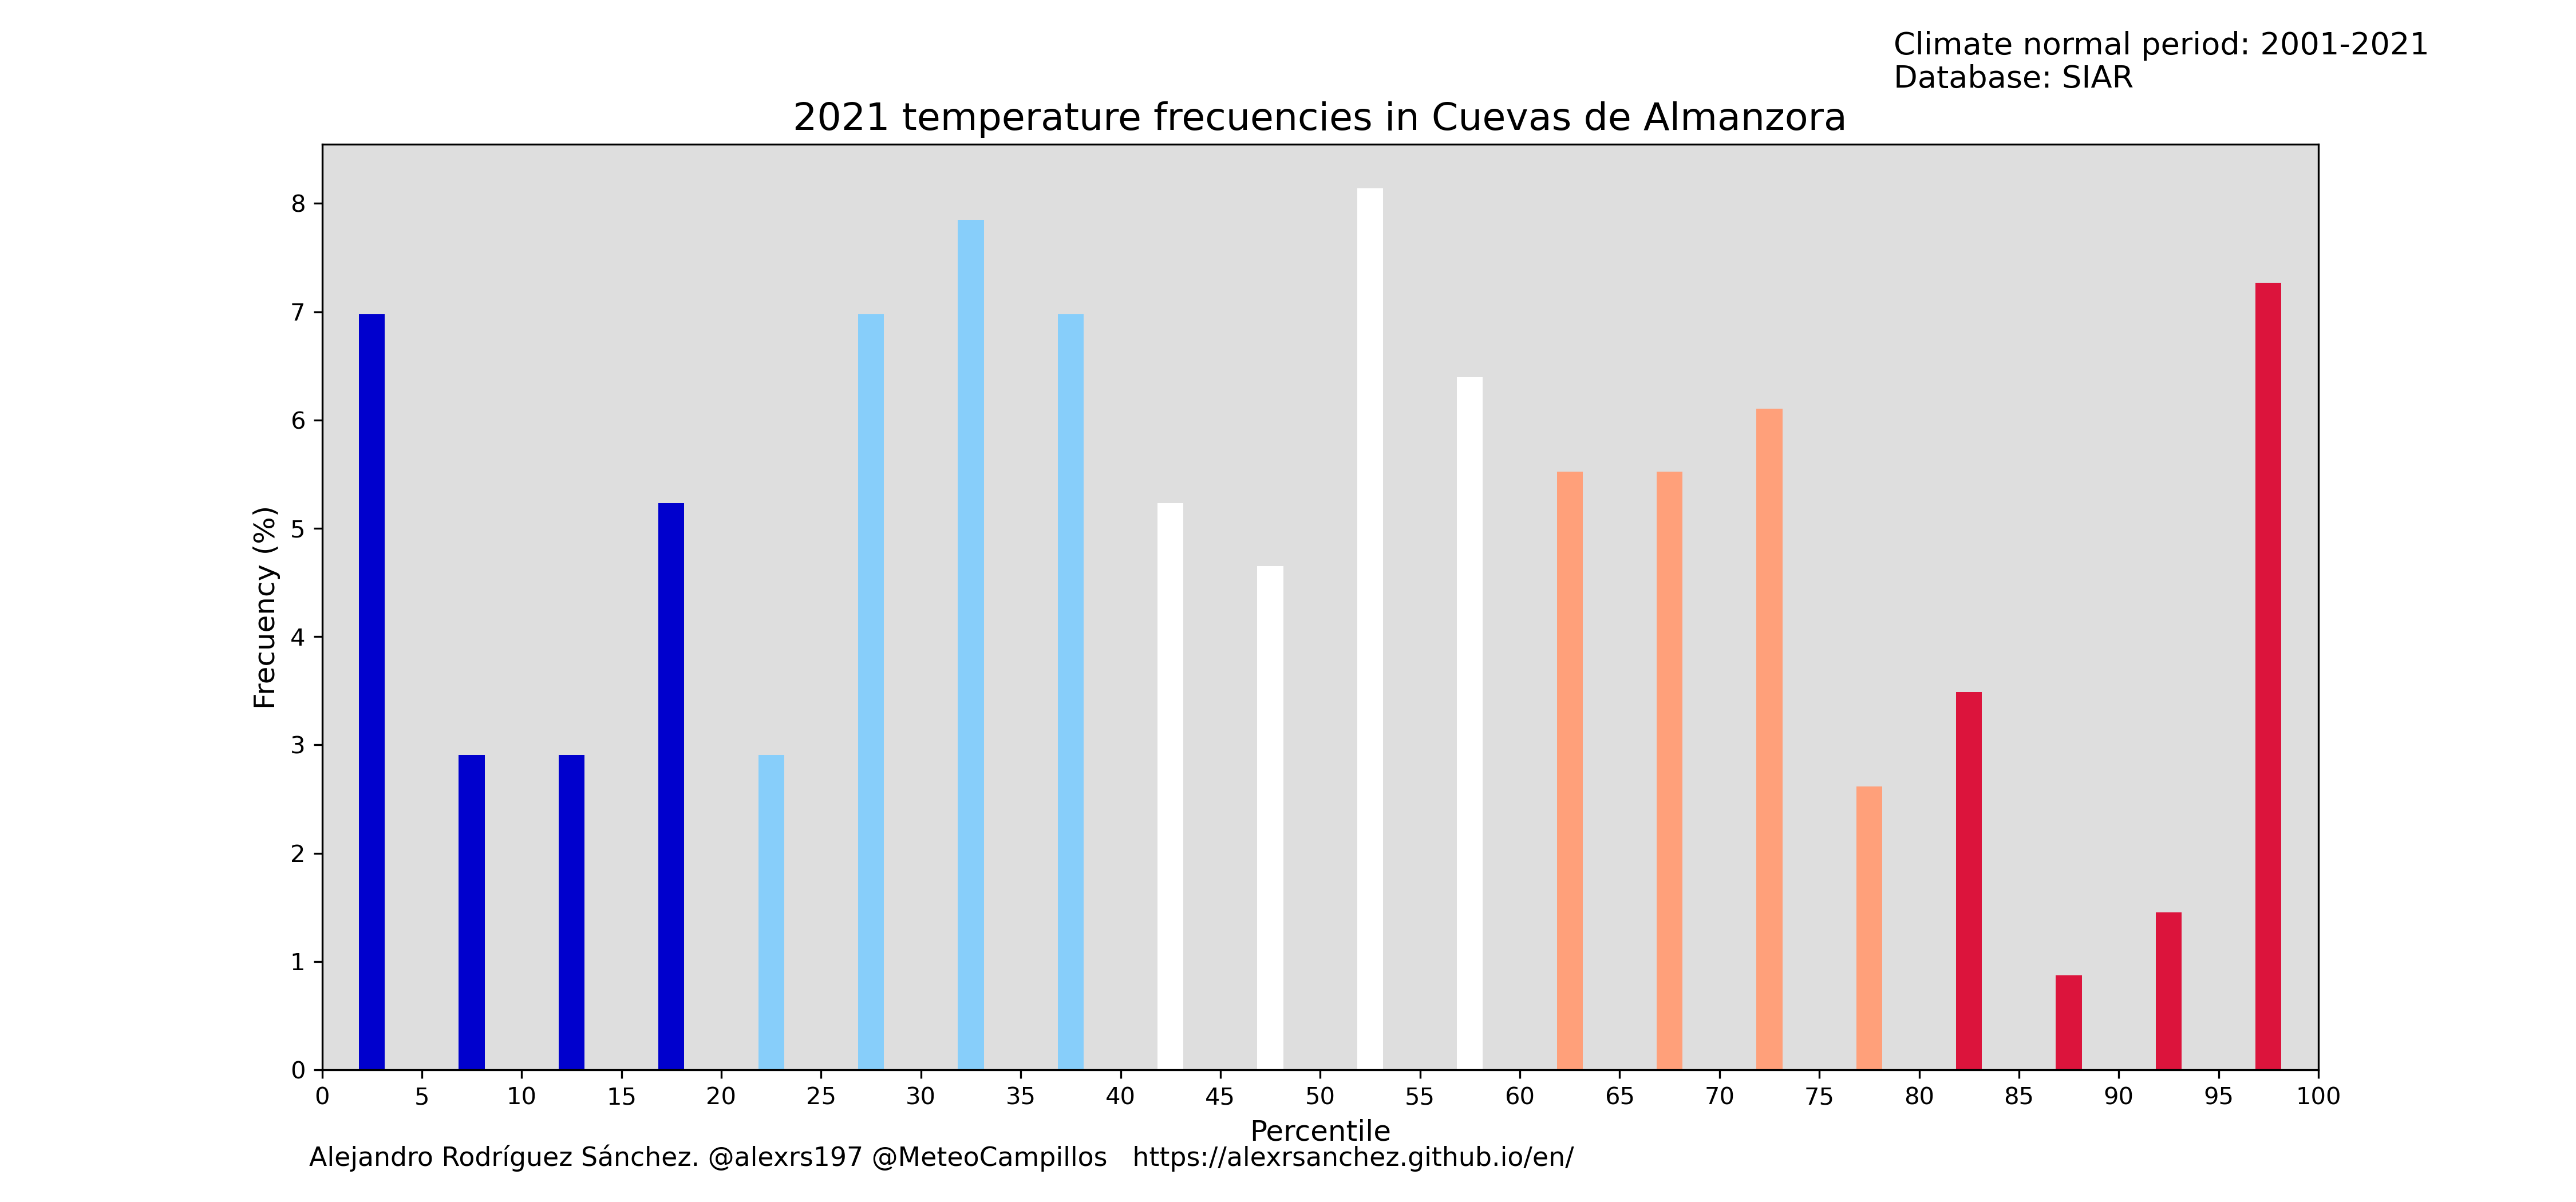 Climate normal period: 2001-2021
Database: SIAR
2021 temperature frecuencies in Cuevas de Almanzora
Frecuency (%)
8
7
6
5
4
3
2
1
0
0 5 10 15 20 25 30 35 40 45 50 55 60 65 70 75 80 85 90 95 100
Percentile
Alejandro Rodríguez Sánchez. @alexrs197 @MeteoCampillos https://alexrsanchez.github.io/en/